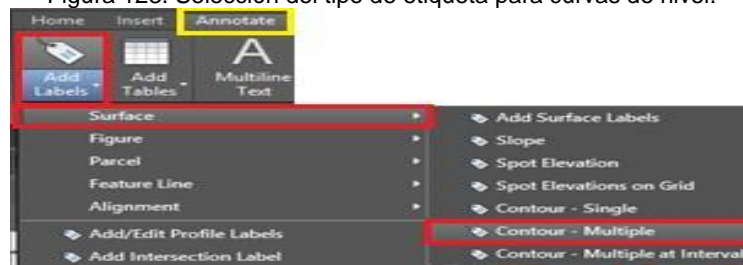 Figura 128. Selección del tipo de etiqueta para curvas de nivel.
Home Insert Annotate
Add Labels
Add Tables
Multiline Text
Surface
Figure
Parcel
Feature Line
Alignment
Add/Edit Profile Labels
Add Intersection Label
Add Surface Labels
Slope
Spot Elevation
Spot Elevations on Grid
Contour - Single
Contour - Multiple
Contour - Multiple at Interval